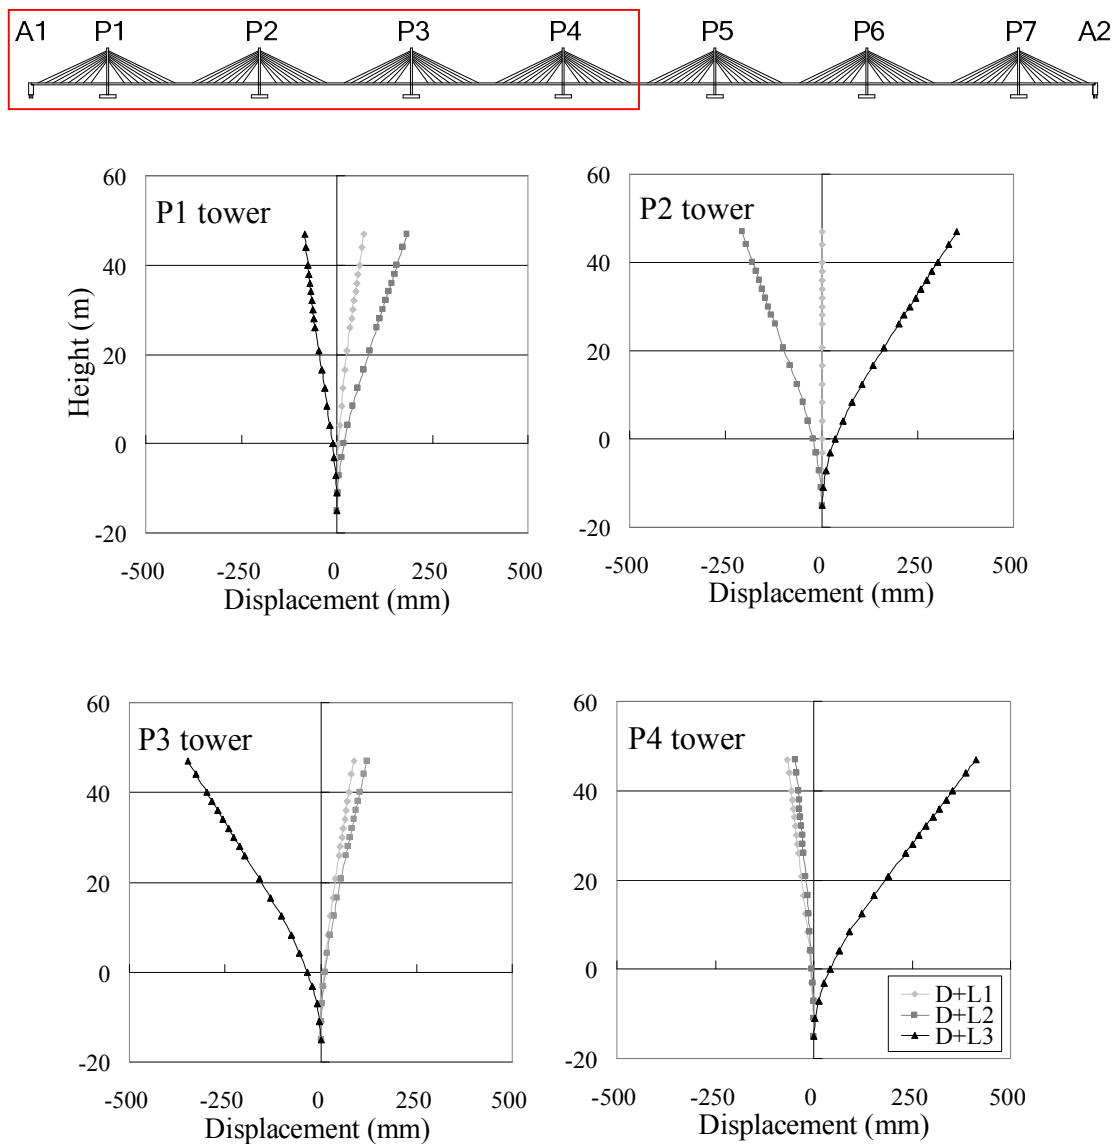 A1 P1 P2 P3 P4 P5 P6 P7 A2
60
40
20
0
-20
-500 -250 0 250 500
P1 tower
Height (m)
Displacement (mm)
60
40
20
0
-20
-500 -250 0 250 500
P2 tower
Displacement (mm)
60
40
20
0
-20
-500 -250 0 250 500
P3 tower
Displacement (mm)
60
40
20
0
-20
-500 -250 0 250 500
P4 tower
D+L1
D+L2
D+L3
Displacement (mm)